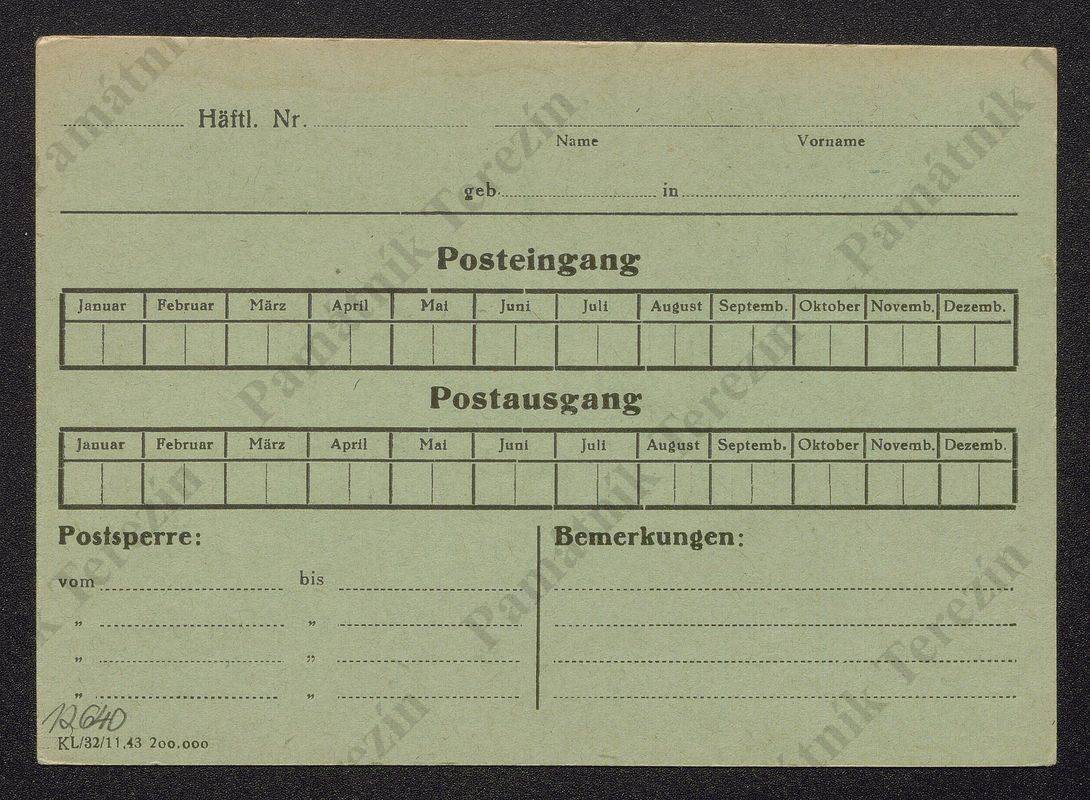 Häftl. Nr.
Name Vorname
geb. in
Posteingang
Januar Februar März April Mai Juni Juli August Septemb. Oktober Novemb. Dezemb.
Postausgang
Januar Februar März April Mai Juni Juli August Septemb. Oktober Novemb. Dezemb.
Postsperre: Bemerkungen:
vom bis
„ „
„ „
„ „
12640
KL/32/11.43 2oo.ooo
Památník Terezín